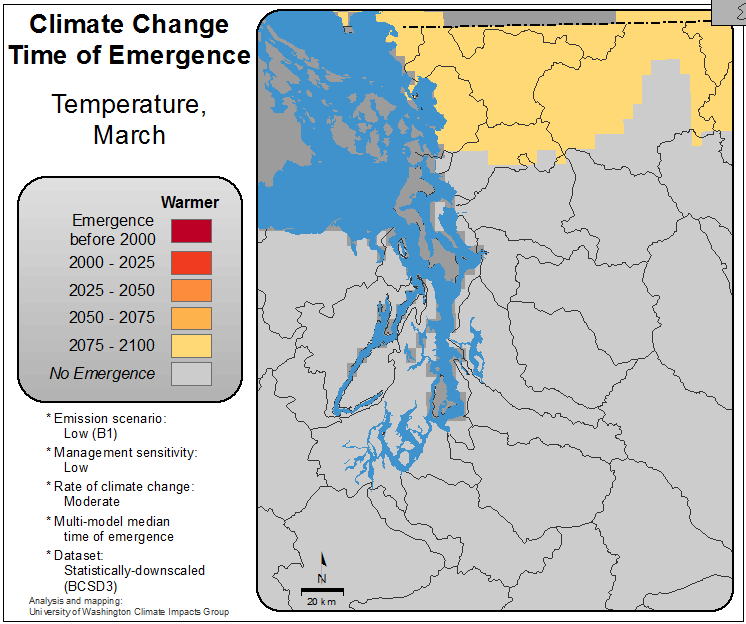 Climate Change
Time of Emergence
Temperature,
March
Warmer
Emergence
before 2000
2000 - 2025
2025 - 2050
2050 - 2075
2075 - 2100
No Emergence
* Emission scenario:
Low (B1)
* Management sensitivity:
Low
* Rate of climate change:
Moderate
* Multi-model median
time of emergence
* Dataset:
Statistically-downscaled
(BCSD3)
Analysis and mapping:
University of Washington Climate Impacts Group
N
20 km